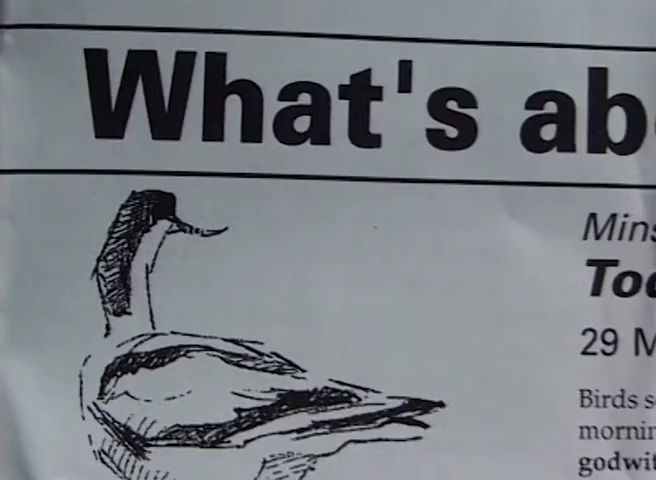 What's ab
Mins
Tod
29 M
Birds s
mornin
godwit